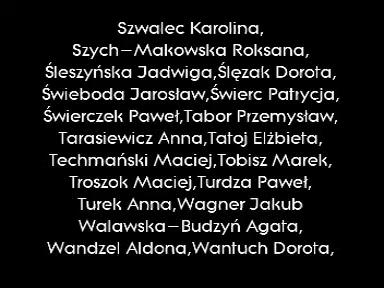 Szwalec Karolina,
Szych-Makowska Roksana,
Śleszyńska Jadwiga,Ślęzak Dorota,
Świeboda Jarosław,Świerc Patrycja,
Świerczek Paweł,Tabor Przemysław,
Tarasiewicz Anna,Tatoj Elżbieta,
Techmański Maciej,Tobisz Marek,
Troszok Maciej,Turdza Paweł,
Turek Anna,Wagner Jakub
Walawska-Budzyń Agata,
Wandzel Aldona,Wantuch Dorota,